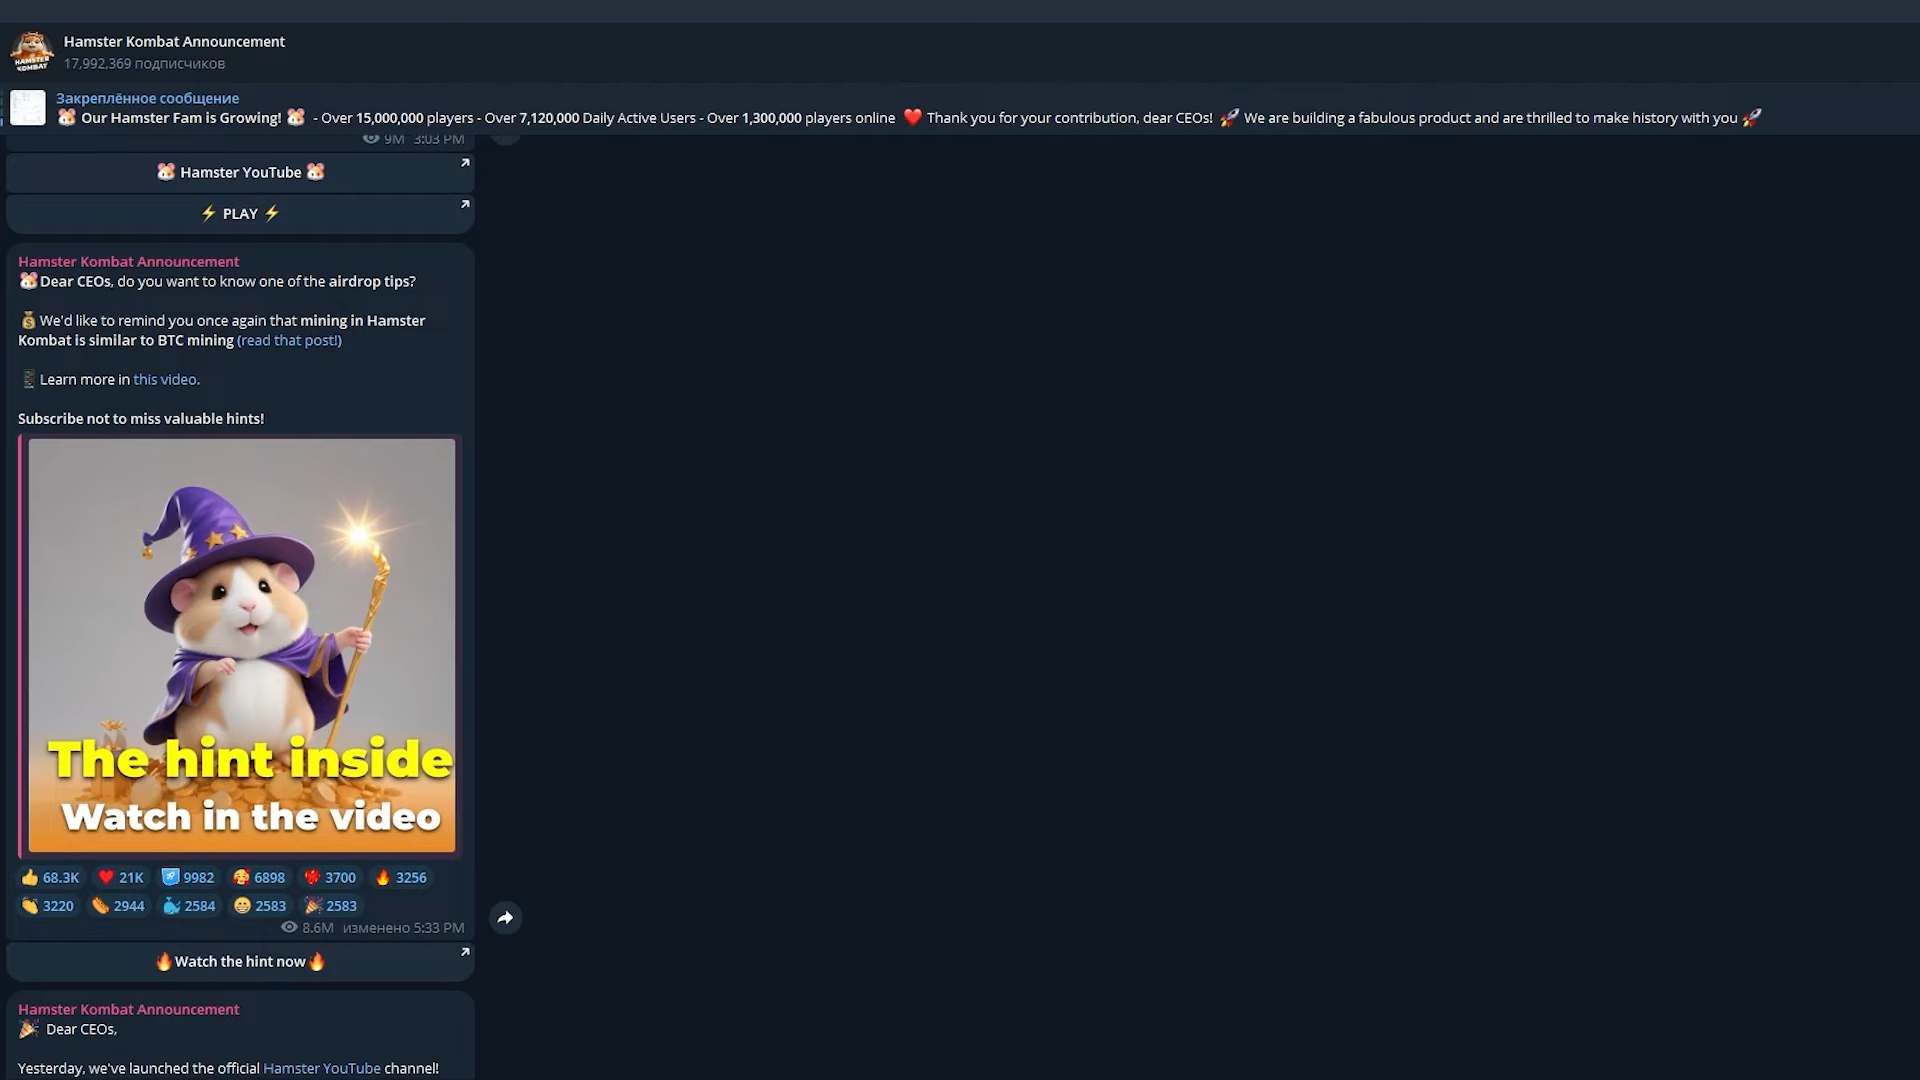 Hamster Kombat Announcement
17,992,369 подписчиков
HAMSTER
KOMBAT
Закреплённое сообщение
🐹 Our Hamster Fam is Growing! 🐹 - Over 15,000,000 players - Over 7,120,000 Daily Active Users - Over 1,300,000 players online ❤️ Thank you for your contribution, dear CEOs! 🚀 We are building a fabulous product and are thrilled to make history with you 🚀
9M 3:03 PM
🐹 Hamster YouTube 🐹
⚡ PLAY ⚡
Hamster Kombat Announcement
🐹Dear CEOs, do you want to know one of the airdrop tips?
💰We'd like to remind you once again that mining in Hamster
Kombat is similar to BTC mining (read that post!)
📱Learn more in this video.
Subscribe not to miss valuable hints!
The hint inside
Watch in the video
👍 68.3K ❤️ 21K 9982 🥰 6898 3700 🔥 3256
👏 3220 🌭 2944 🐳 2584 😁 2583 🎉 2583
8.6M изменено 5:33 PM
🔥Watch the hint now🔥
Hamster Kombat Announcement
🎉 Dear CEOs,
Yesterday, we've launched the official Hamster YouTube channel!